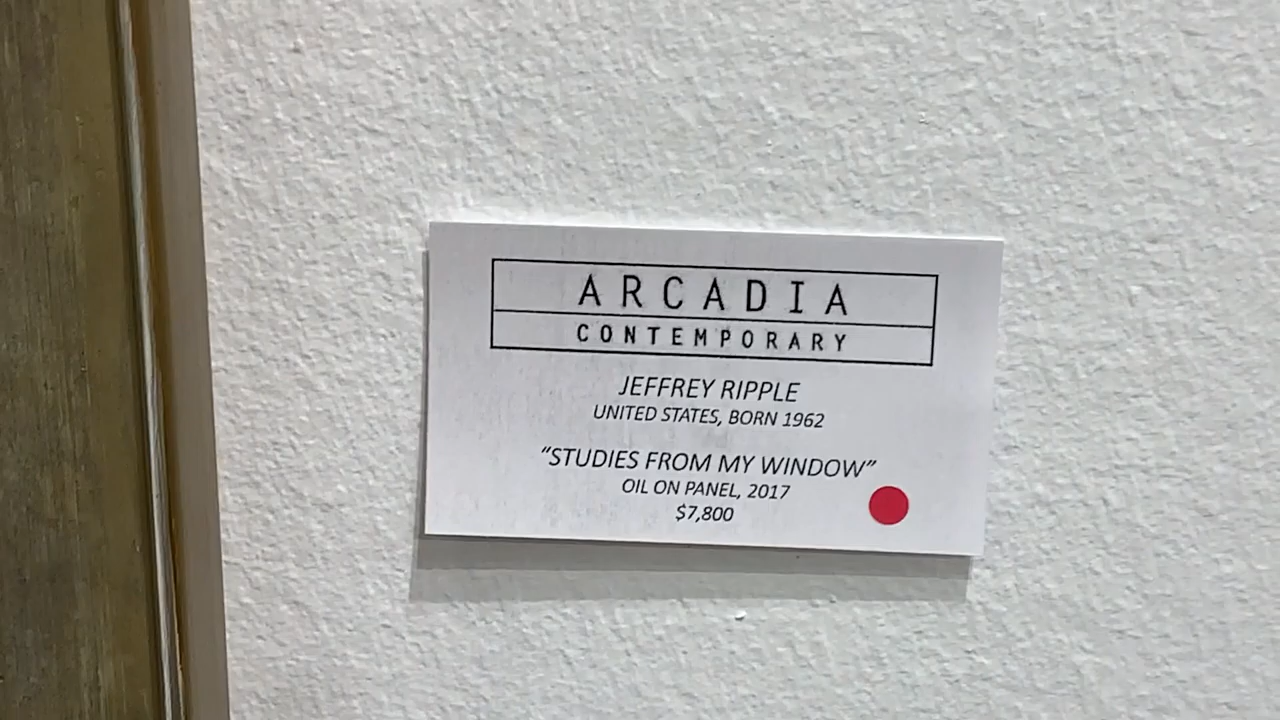 ARCADIA
CONTEMPORARY
JEFFREY RIPPLE
UNITED STATES, BORN 1962
“STUDIES FROM MY WINDOW”
OIL ON PANEL, 2017
$7,800